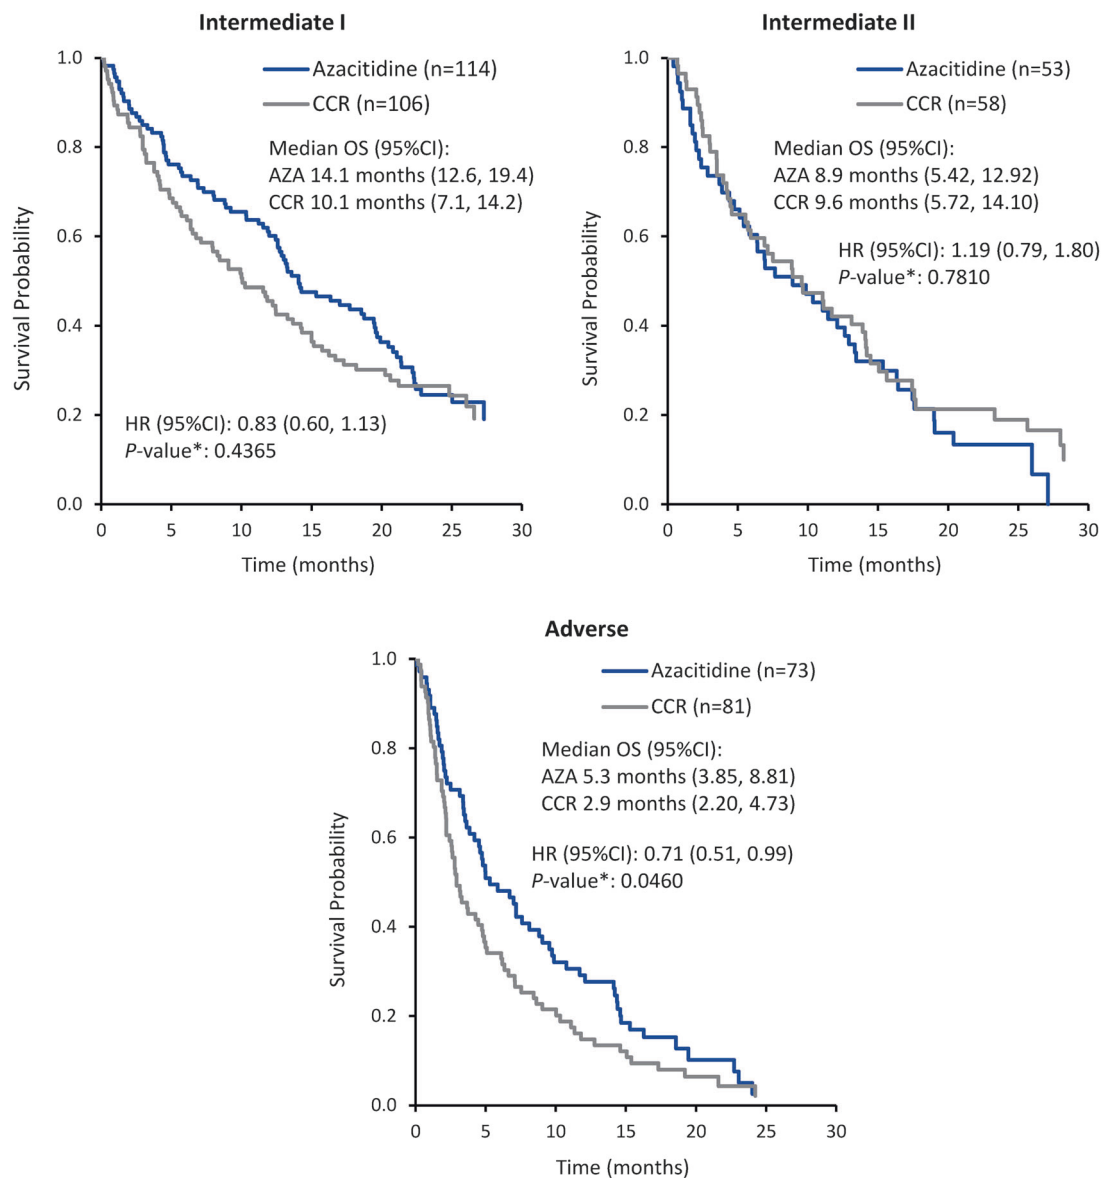 Intermediate I
Azacitidine (n=114)
CCR (n=106)
Median OS (95%CI):
AZA 14.1 months (12.6, 19.4)
CCR 10.1 months (7.1, 14.2)
HR (95%CI): 0.83 (0.60, 1.13)
P-value*: 0.4365
Survival Probability
1.0
0.8
0.6
0.4
0.2
0.0
0 5 10 15 20 25 30
Time (months)
Intermediate II
Azacitidine (n=53)
CCR (n=58)
Median OS (95%CI):
AZA 8.9 months (5.42, 12.92)
CCR 9.6 months (5.72, 14.10)
HR (95%CI): 1.19 (0.79, 1.80)
P-value*: 0.7810
Survival Probability
1.0
0.8
0.6
0.4
0.2
0.0
0 5 10 15 20 25 30
Time (months)
Adverse
Azacitidine (n=73)
CCR (n=81)
Median OS (95%CI):
AZA 5.3 months (3.85, 8.81)
CCR 2.9 months (2.20, 4.73)
HR (95%CI): 0.71 (0.51, 0.99)
P-value*: 0.0460
Survival Probability
1.0
0.8
0.6
0.4
0.2
0.0
0 5 10 15 20 25 30
Time (months)